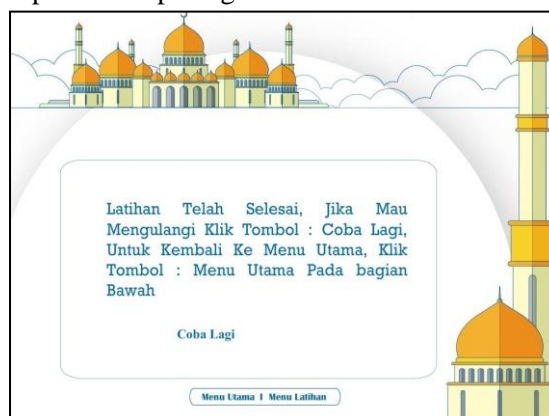 Latihan Telah Selesai, Jika Mau
Mengulangi Klik Tombol : Coba Lagi,
Untuk Kembali Ke Menu Utama, Klik
Tombol : Menu Utama Pada bagian
Bawah
Coba Lagi
Menu Utama I Menu Latihan